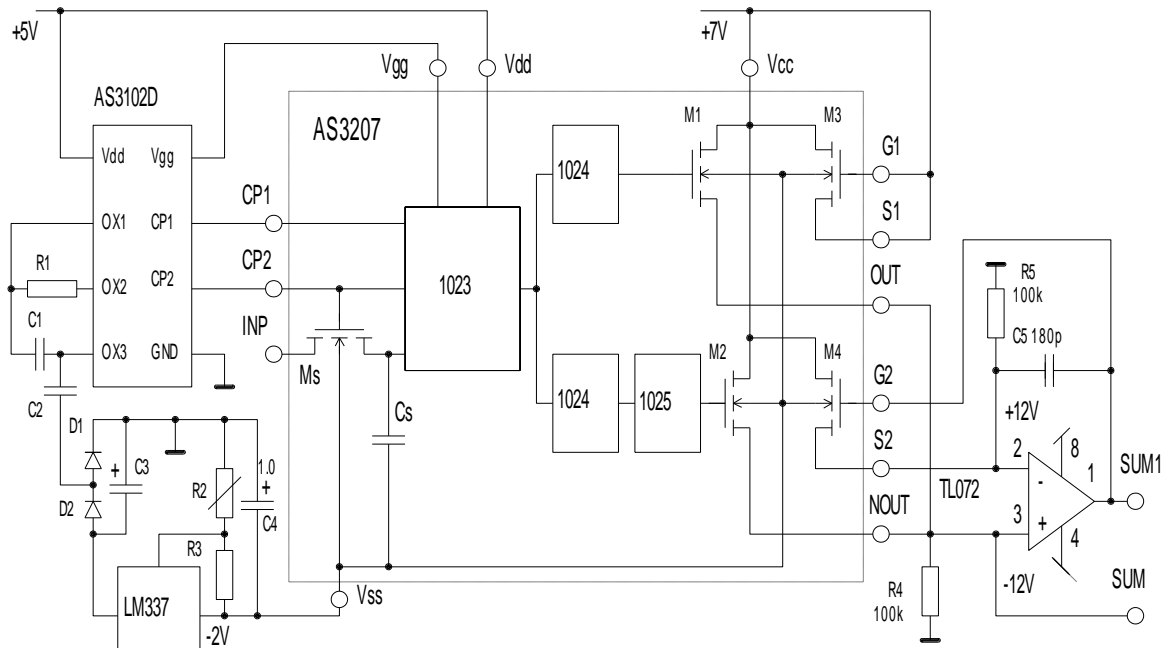 +5V
+7V
Vgg
Vdd
Vcc
AS3102D
AS3207
M1
M3
Vdd
Vgg
1024
G1
CP1
S1
OX1
CP1
R1
OX2
CP2
CP2
1023
OUT
R5
100k
C1
INP
C5 180p
OX3
GND
Ms
M2
M4
G2
C2
1024
1025
Cs
+12V
D1
S2
8
SUM1
C3
+
1.0
+
2
-
1
TL072
R2
D2
C4
NOUT
3
+
4
R3
-12V
SUM
Vss
R4
100k
LM337
-2V